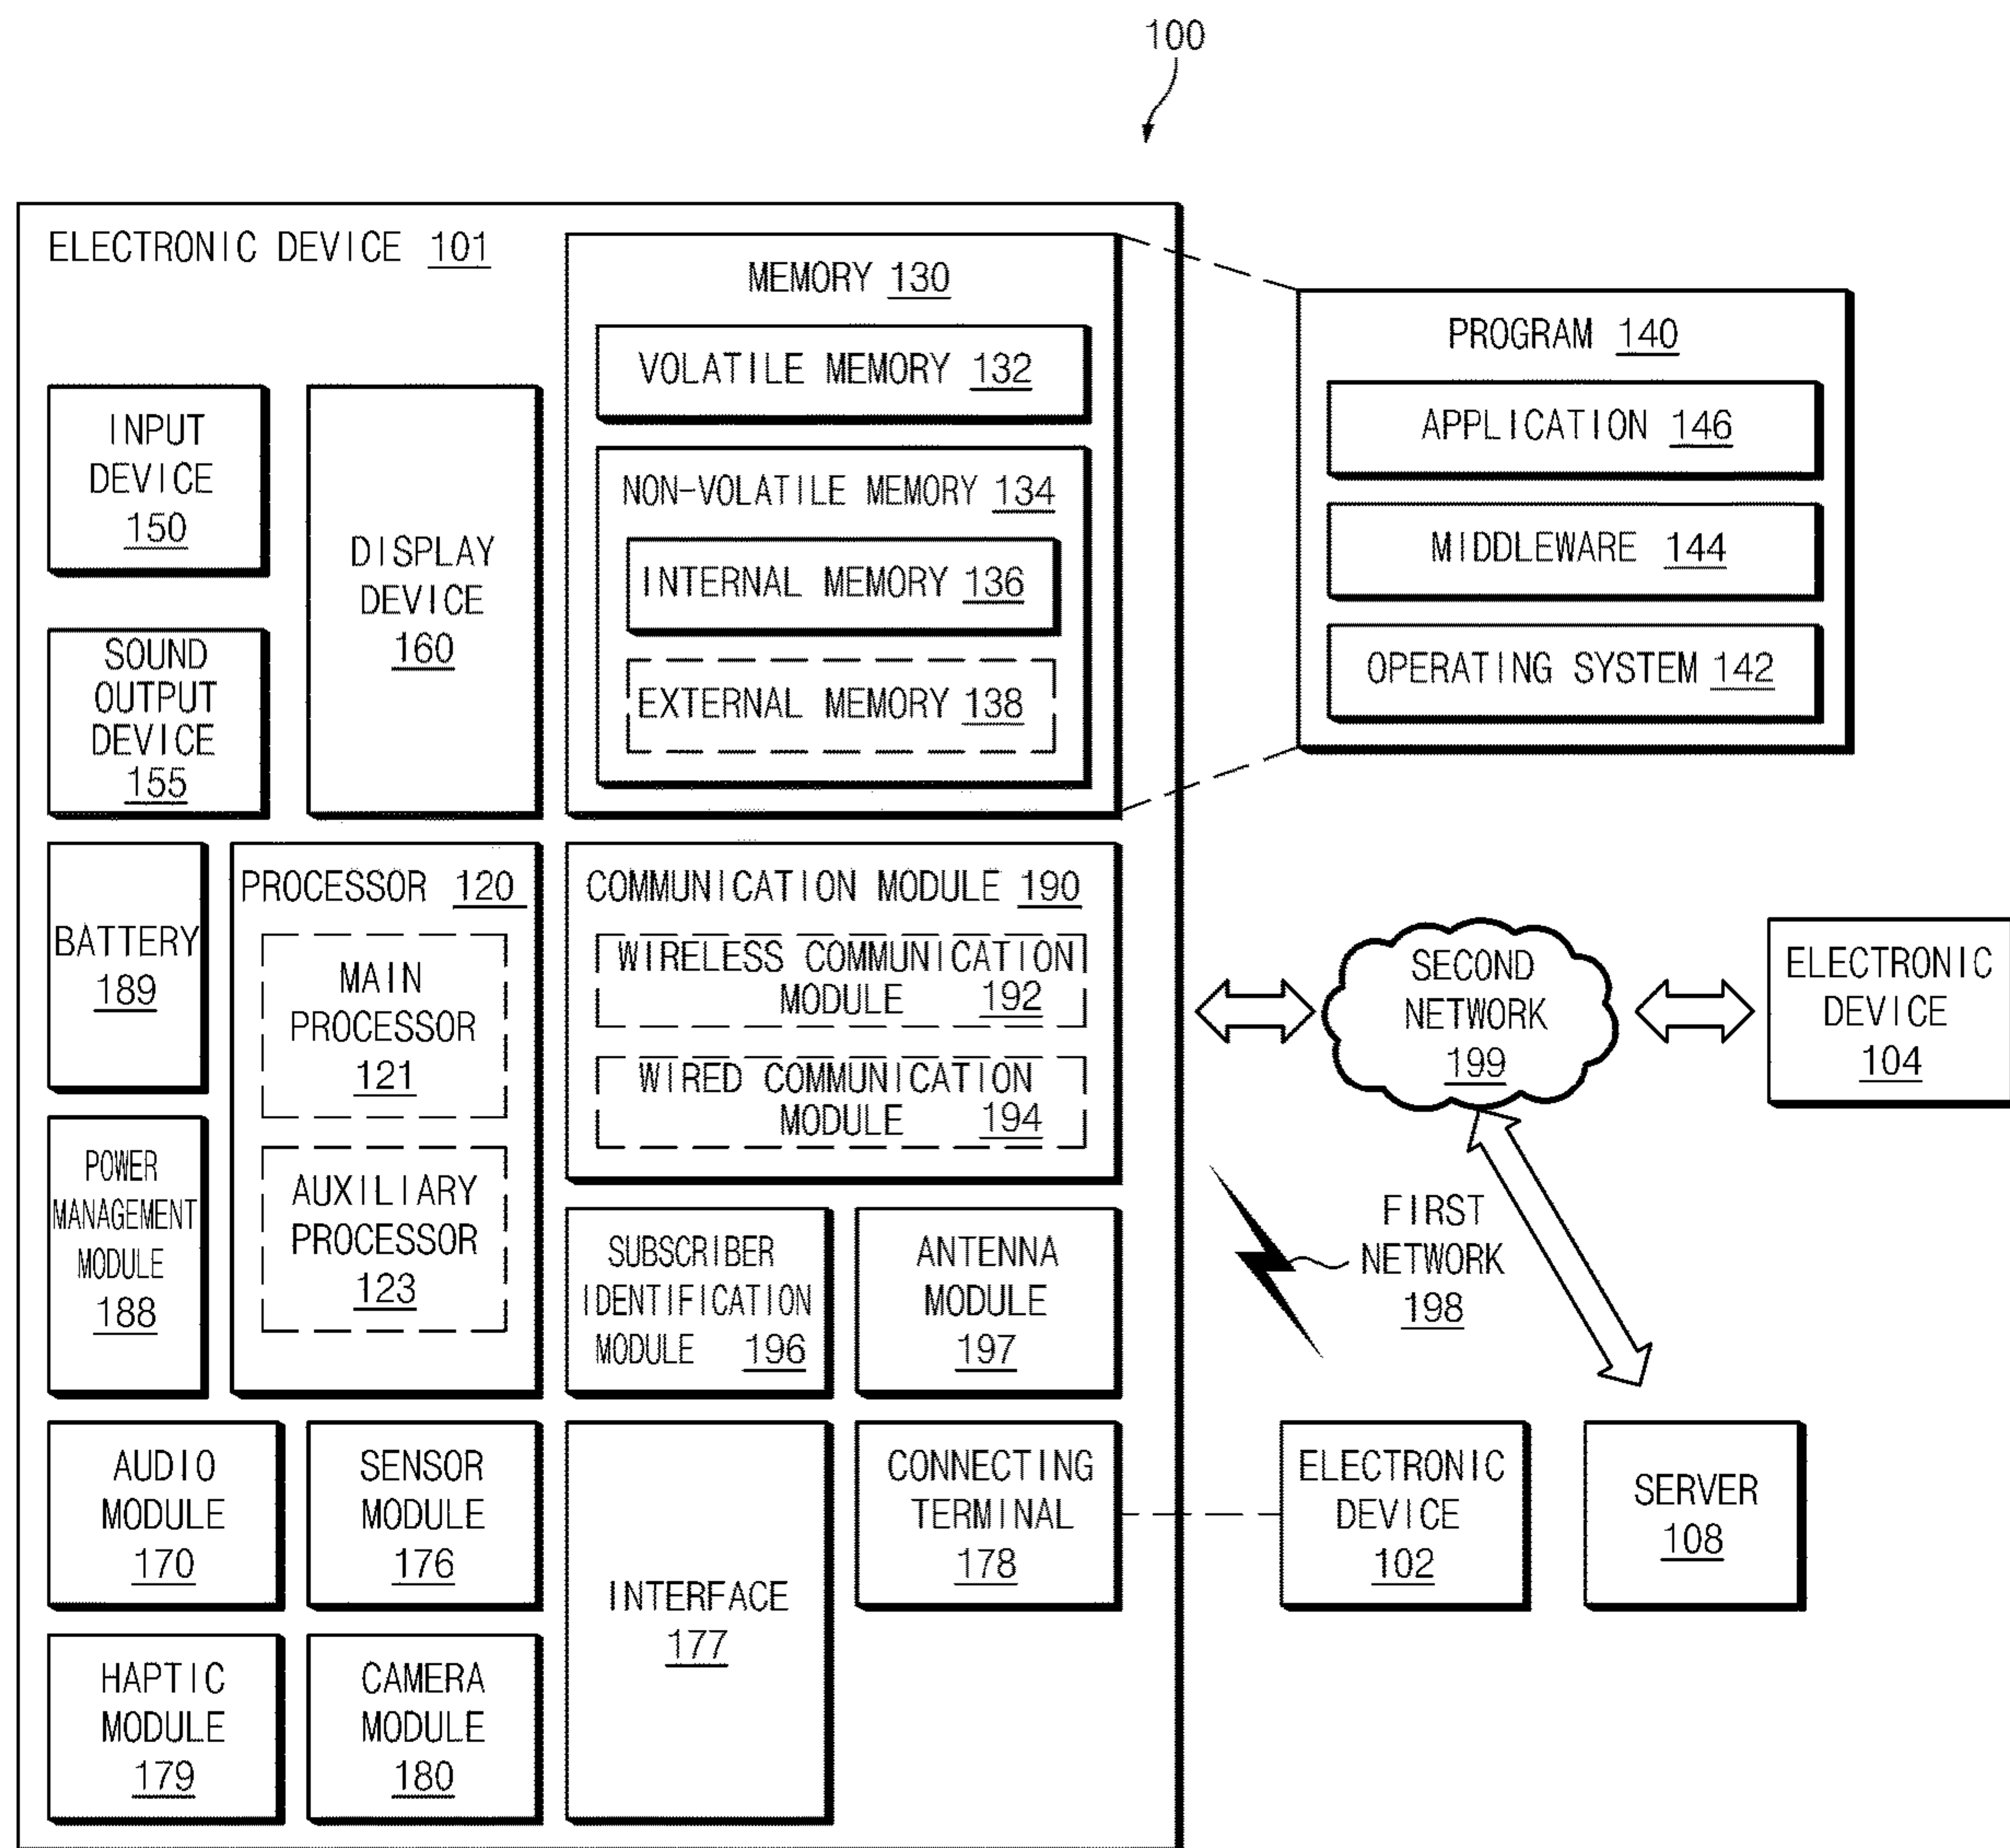 100
ELECTRONIC DEVICE 101
MEMORY 130
VOLATILE MEMORY 132
NON-VOLATILE MEMORY 134
INTERNAL MEMORY 136
EXTERNAL MEMORY 138
PROGRAM 140
APPLICATION 146
MIDDLEWARE 144
OPERATING SYSTEM 142
INPUT
DEVICE
150
DISPLAY
DEVICE
160
SOUND
OUTPUT
DEVICE
155
BATTERY
189
PROCESSOR 120
MAIN
PROCESSOR
121
AUXILIARY
PROCESSOR
123
POWER
MANAGEMENT
MODULE
188
COMMUNICATION MODULE 190
WIRELESS COMMUNICATION
MODULE 192
WIRED COMMUNICATION
MODULE 194
SUBSCRIBER
IDENTIFICATION
MODULE 196
ANTENNA
MODULE
197
SECOND
NETWORK
199
ELECTRONIC
DEVICE
104
FIRST
NETWORK
198
AUDIO
MODULE
170
SENSOR
MODULE
176
INTERFACE
177
CONNECTING
TERMINAL
178
ELECTRONIC
DEVICE
102
SERVER
108
HAPTIC
MODULE
179
CAMERA
MODULE
180